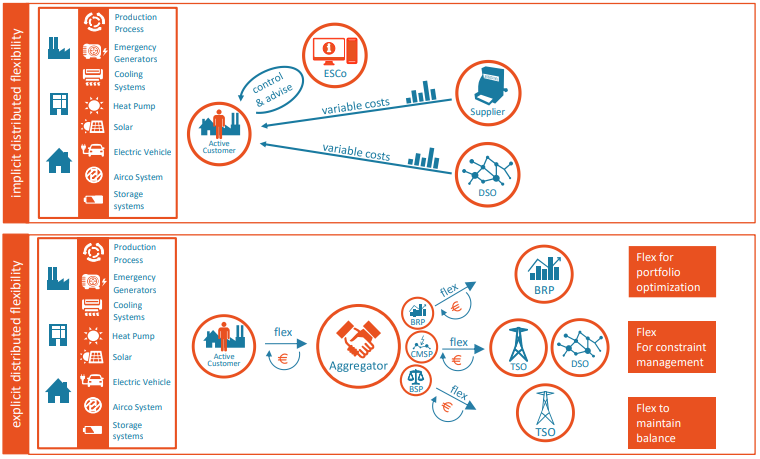 implicit distributed flexibility
Production
Process
Emergency
Generators
Cooling
Systems
Heat Pump
Solar
Electric Vehicle
Airco System
Storage
systems
ESCo
control
& advise
Active
Customer
variable costs
Supplier
variable costs
DSO
explicit distributed flexibility
Production
Process
Emergency
Generators
Cooling
Systems
Heat Pump
Solar
Electric Vehicle
Airco System
Storage
systems
Active
Customer
flex
€
Aggregator
BRP
CMSP
BSP
flex
€
BRP
Flex for
portfolio
optimization
flex
€
TSO
DSO
Flex
For constraint
management
flex
€
TSO
Flex to
maintain
balance